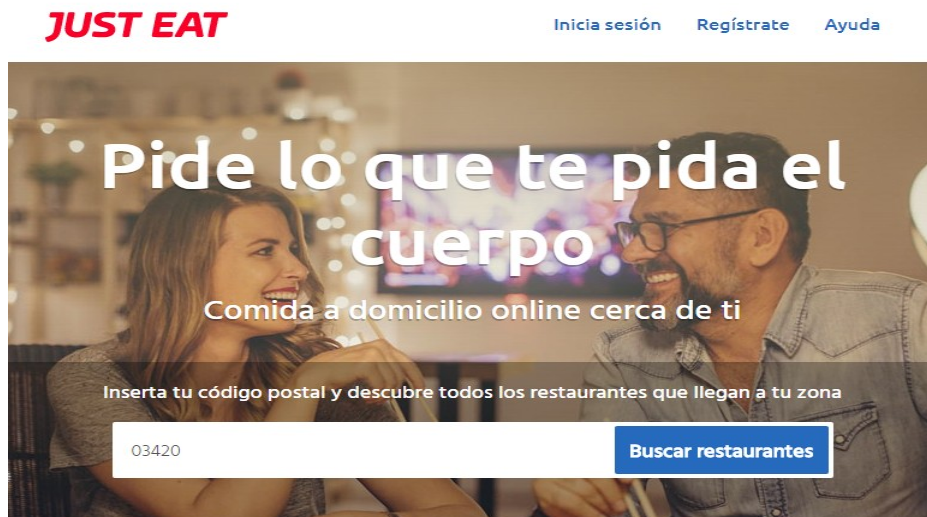 JUST EAT
Inicia sesión Regístrate Ayuda
Pide lo que te pida el
cuerpo
Comida a domicilio online cerca de ti
Inserta tu código postal y descubre todos los restaurantes que llegan a tu zona
03420
Buscar restaurantes